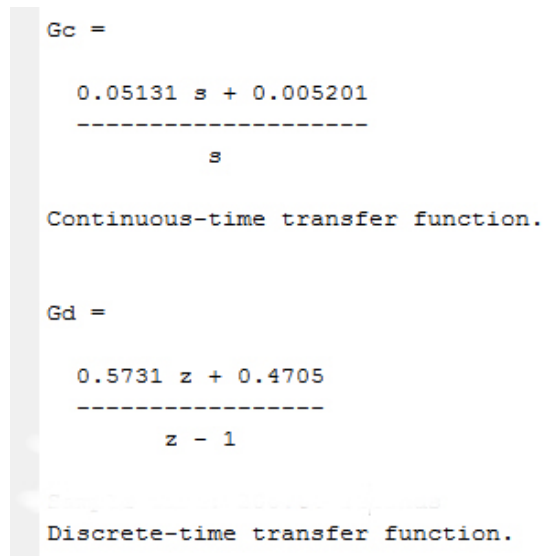 Gc =
0.05131 s + 0.005201
--------------------
s
Continuous-time transfer function.
Gd =
0.5731 z + 0.4705
-----------------
z - 1
Discrete-time transfer function.